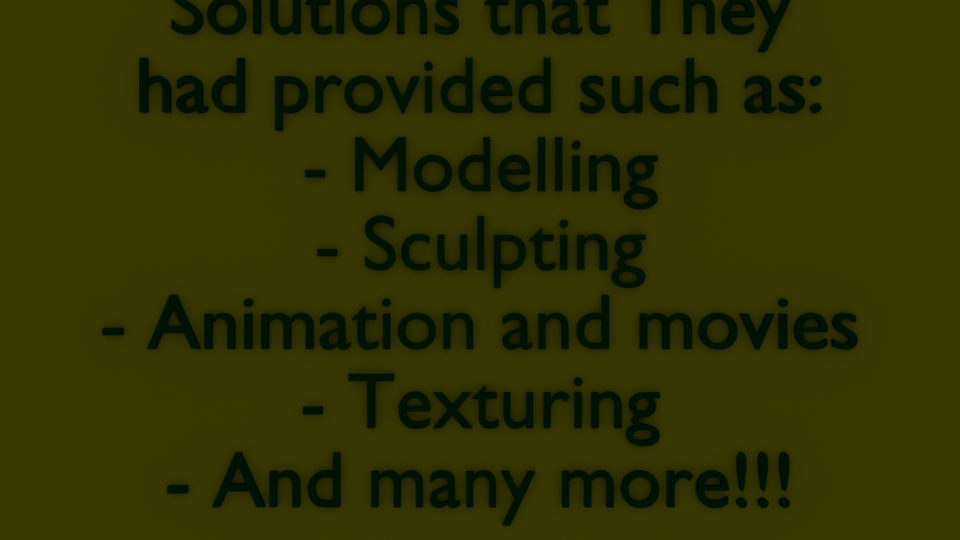 Solutions that They
had provided such as:
- Modelling
- Sculpting
- Animation and movies
- Texturing
- And many more!!!